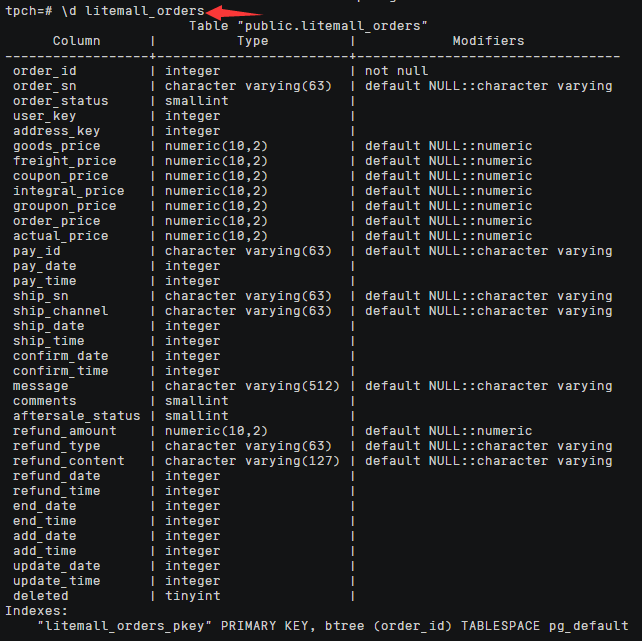 tpch=# \d litemall_orders
Table "public.litemall_orders"
Column | Type | Modifiers
-------------------+------------------------+---------------------------------
order_id | integer | not null
order_sn | character varying(63) | default NULL::character varying
order_status | smallint |
user_key | integer |
address_key | integer |
goods_price | numeric(10,2) | default NULL::numeric
freight_price | numeric(10,2) | default NULL::numeric
coupon_price | numeric(10,2) | default NULL::numeric
integral_price | numeric(10,2) | default NULL::numeric
groupon_price | numeric(10,2) | default NULL::numeric
order_price | numeric(10,2) | default NULL::numeric
actual_price | numeric(10,2) | default NULL::numeric
pay_id | character varying(63) | default NULL::character varying
pay_date | integer |
pay_time | integer |
ship_sn | character varying(63) | default NULL::character varying
ship_channel | character varying(63) | default NULL::character varying
ship_date | integer |
ship_time | integer |
confirm_date | integer |
confirm_time | integer |
message | character varying(512) | default NULL::character varying
comments | smallint |
aftersale_status | smallint |
refund_amount | numeric(10,2) | default NULL::numeric
refund_type | character varying(63) | default NULL::character varying
refund_content | character varying(127) | default NULL::character varying
refund_date | integer |
refund_time | integer |
end_date | integer |
end_time | integer |
add_date | integer |
add_time | integer |
update_date | integer |
update_time | integer |
deleted | tinyint |
Indexes:
"litemall_orders_pkey" PRIMARY KEY, btree (order_id) TABLESPACE pg_default